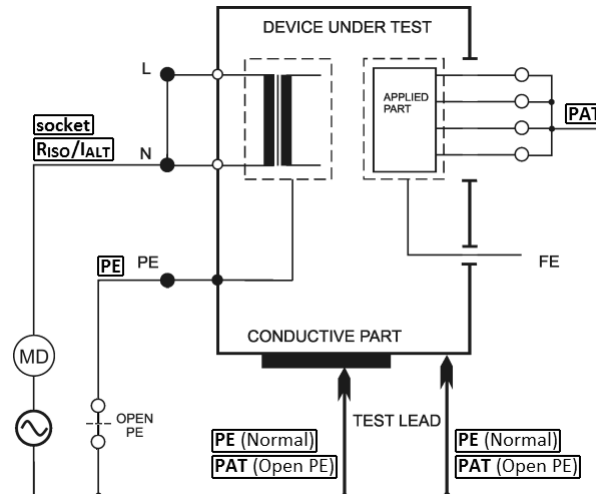 DEVICE UNDER TEST
L
APPLIED
PART
PAT
socket
RISO/IALT
N
PE
PE
FE
CONDUCTIVE PART
MD
OPEN
PE
TEST LEAD
PE (Normal)
PAT (Open PE)
PE (Normal)
PAT (Open PE)